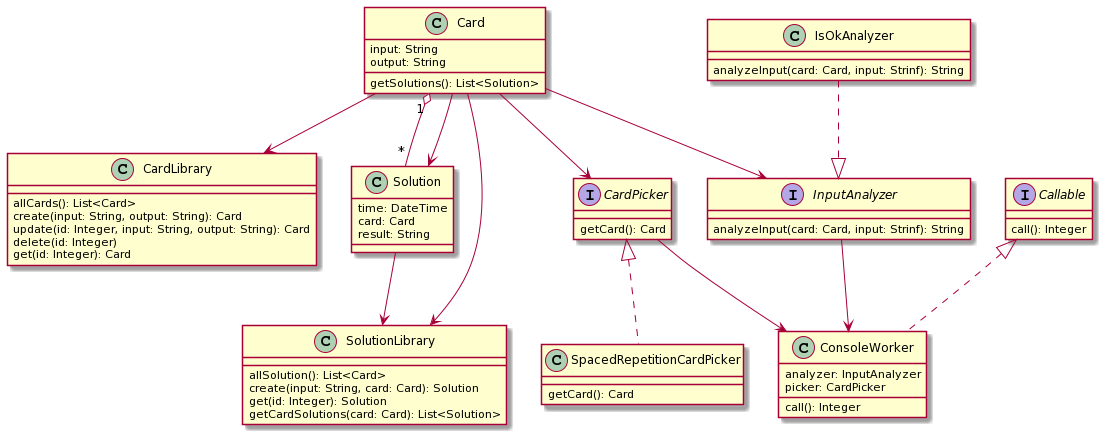 C Card
input: String
output: String
getSolutions(): List<Solution>
C IsOkAnalyzer
analyzeInput(card: Card, input: Strinf): String
1
*
C CardLibrary
allCards(): List<Card>
create(input: String, output: String): Card
update(id: Integer, input: String, output: String): Card
delete(id: Integer)
get(id: Integer): Card
C Solution
time: DateTime
card: Card
result: String
I CardPicker
getCard(): Card
I InputAnalyzer
analyzeInput(card: Card, input: Strinf): String
I Callable
call(): Integer
C SolutionLibrary
allSolution(): List<Card>
create(input: String, card: Card): Solution
get(id: Integer): Solution
getCardSolutions(card: Card): List<Solution>
C SpacedRepetitionCardPicker
getCard(): Card
C ConsoleWorker
analyzer: InputAnalyzer
picker: CardPicker
call(): Integer